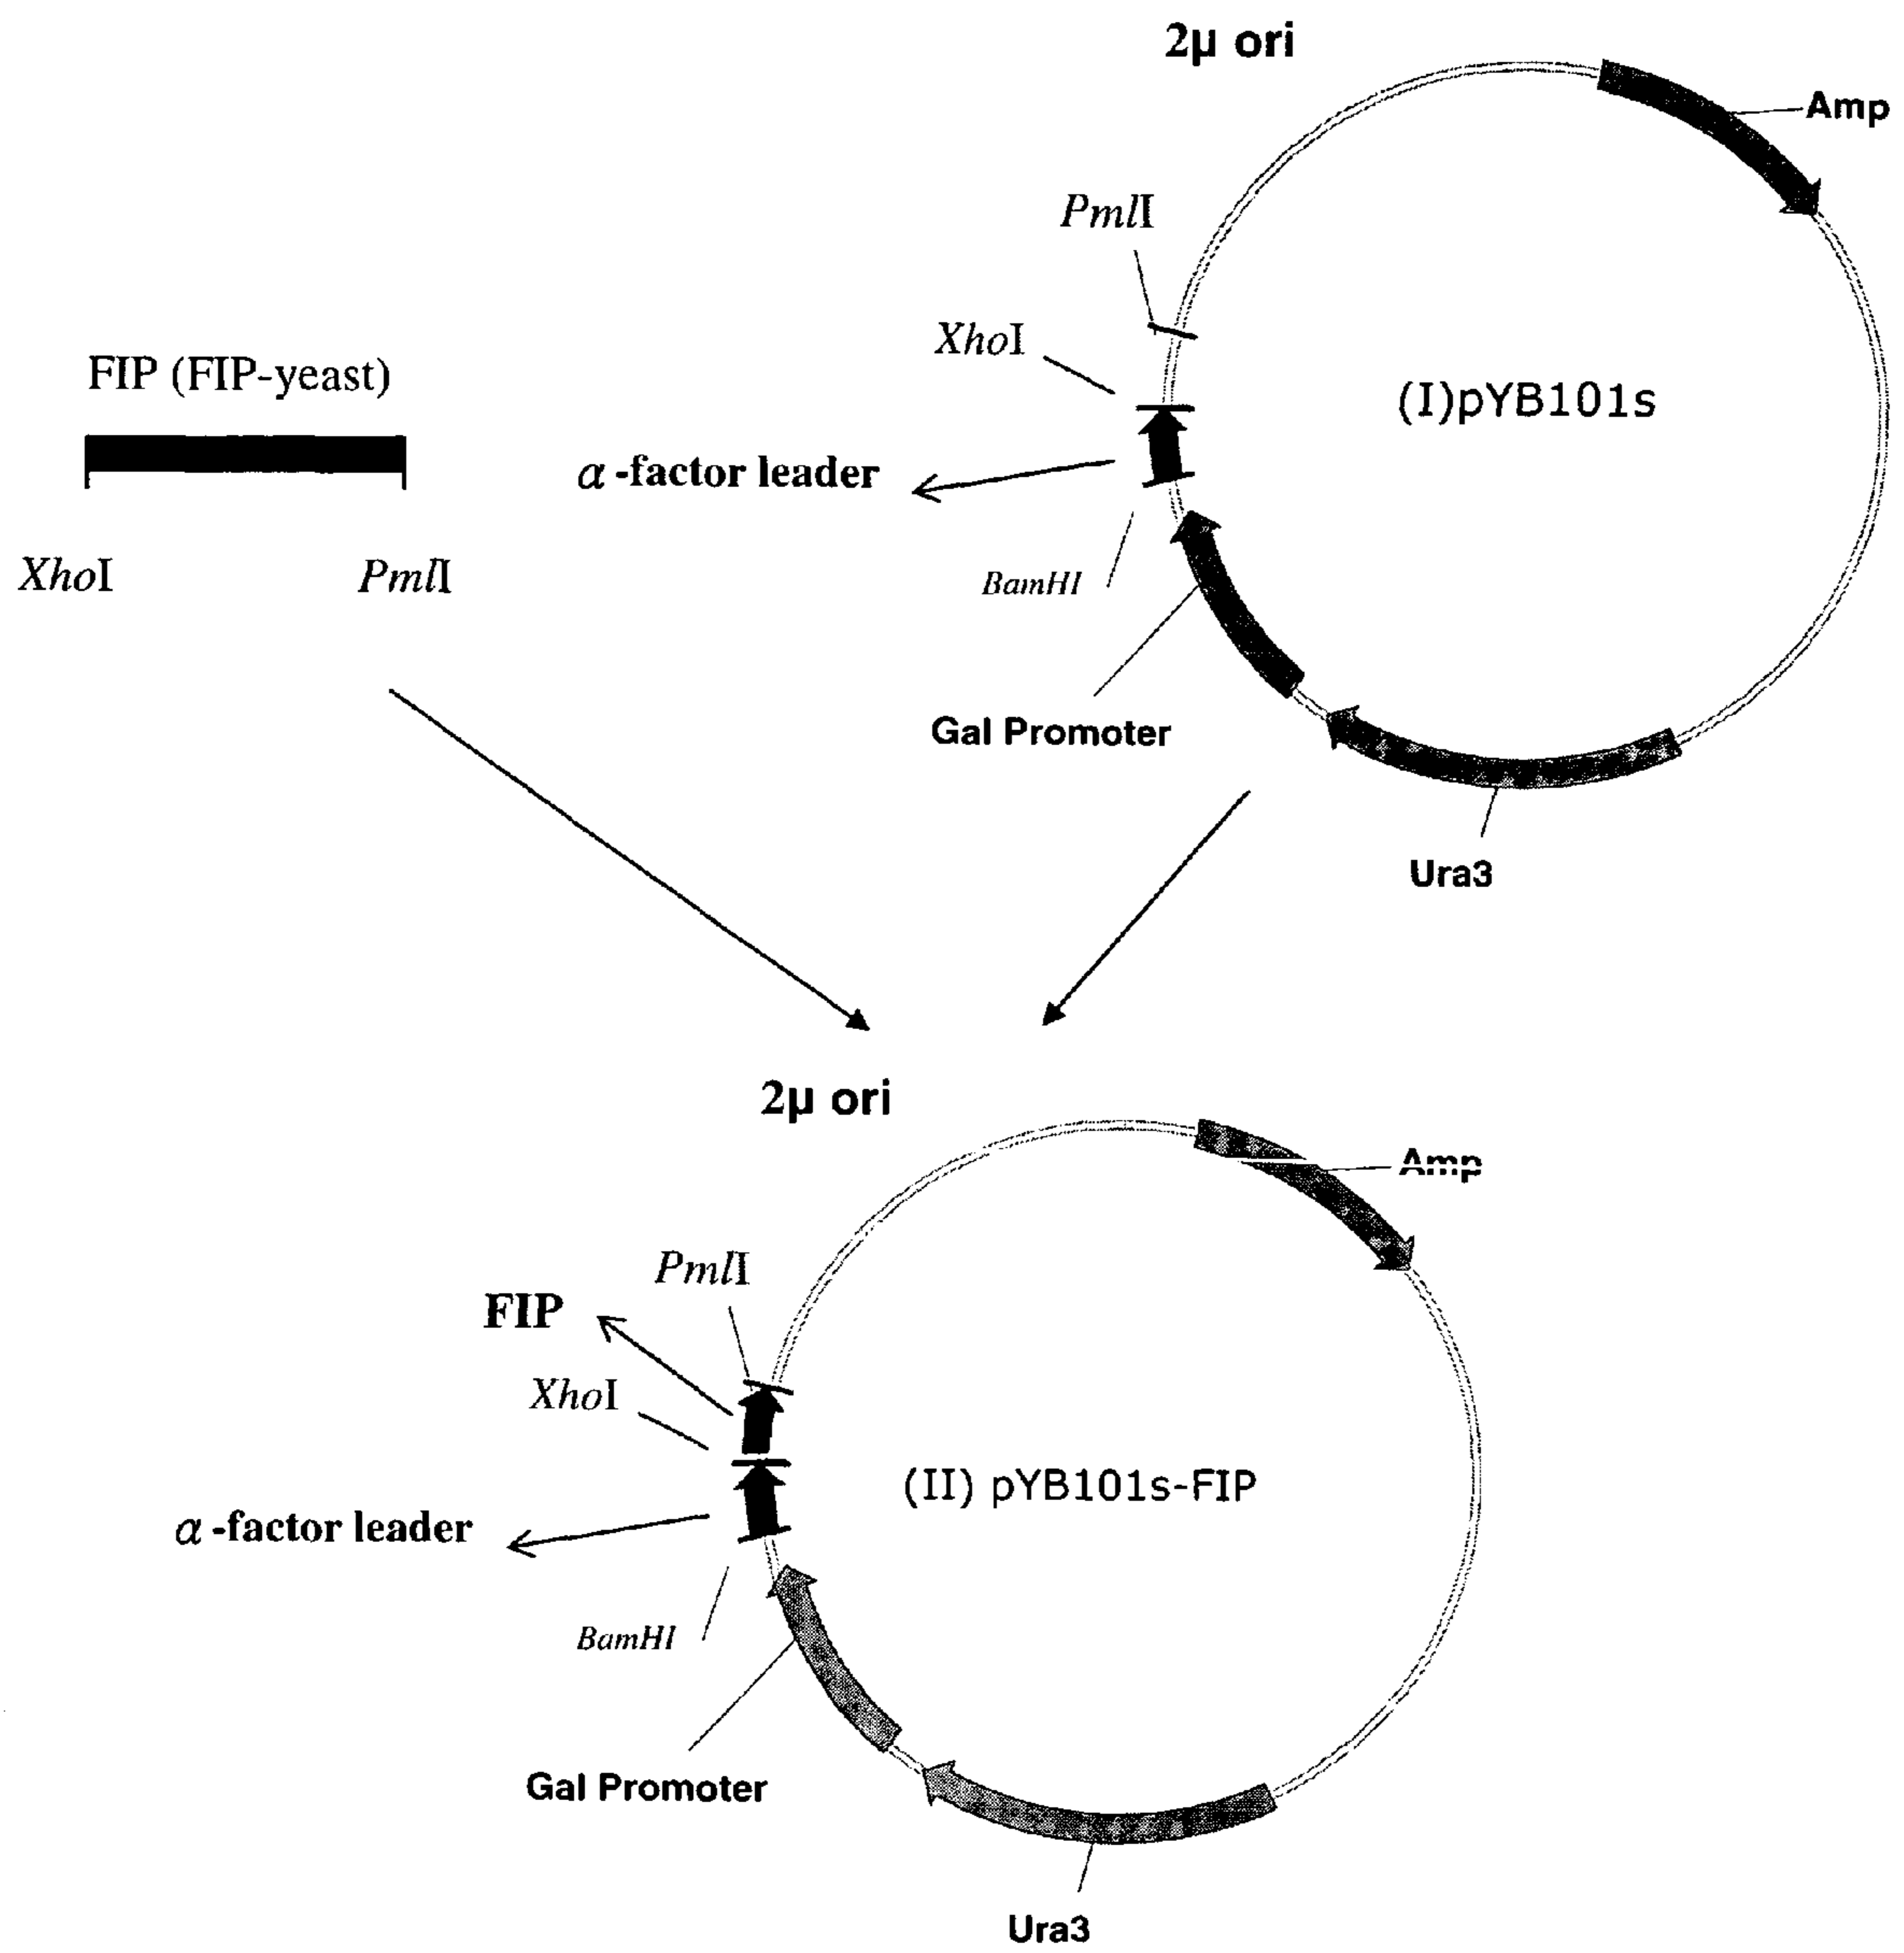 2μ ori
Amp
PmlI
XhoI
FIP (FIP-yeast)
(I)pYB101s
α-factor leader
XhoI
PmlI
BamHI
Gal Promoter
Ura3
2μ ori
Amp
PmlI
FIP
XhoI
(II) pYB101s-FIP
α-factor leader
BamHI
Gal Promoter
Ura3